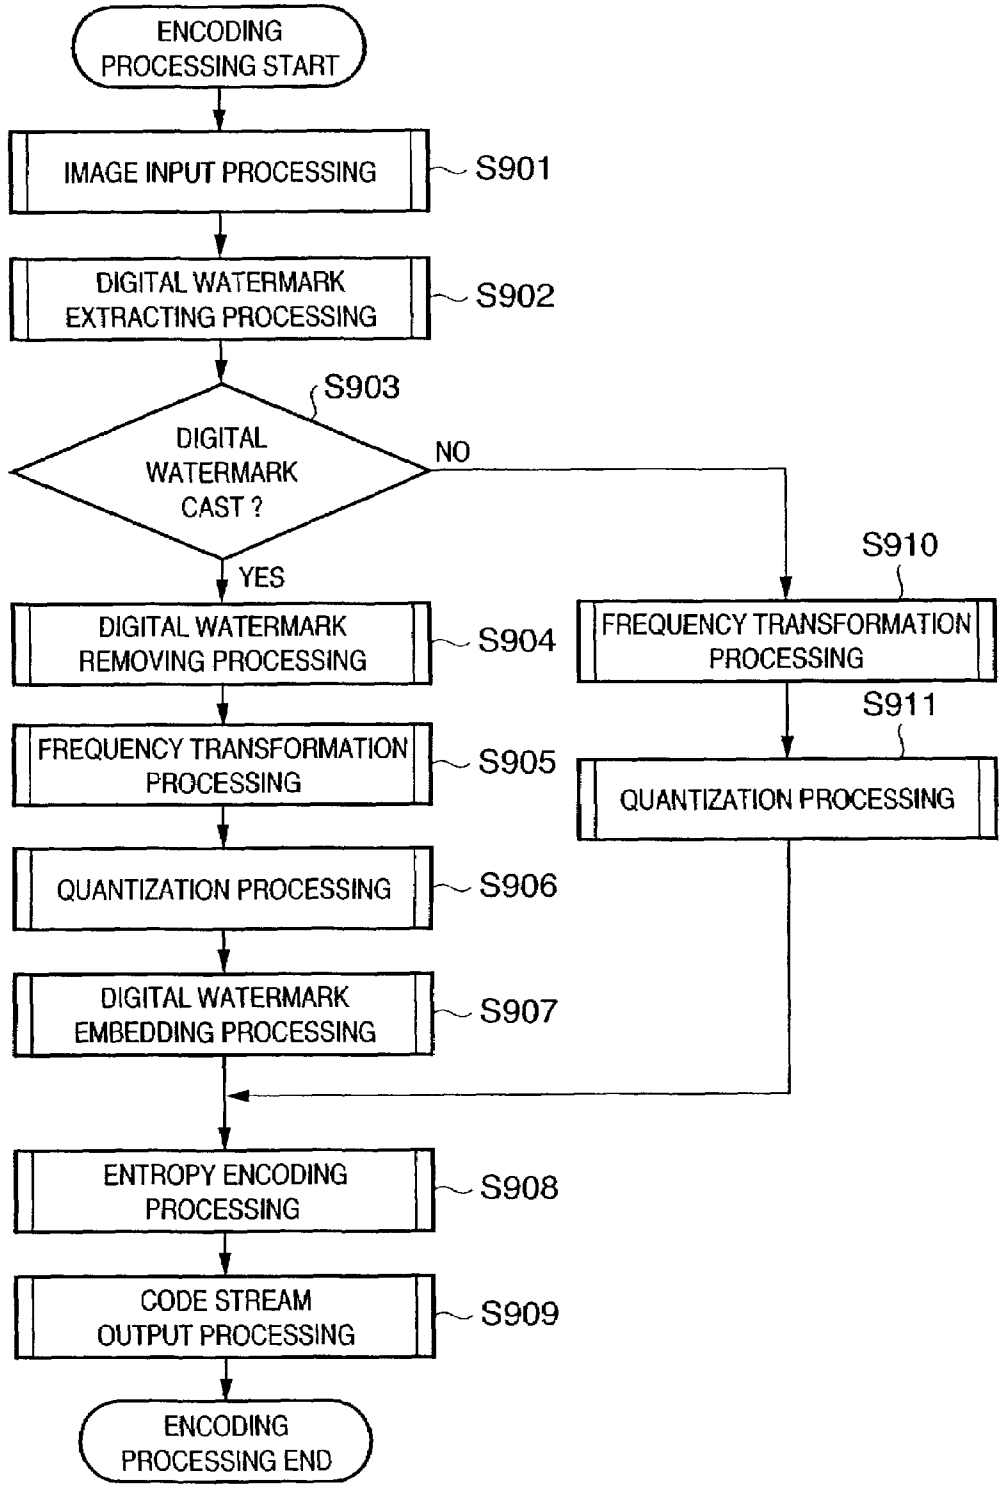 ENCODING
PROCESSING START
IMAGE INPUT PROCESSING
S901
DIGITAL WATERMARK
EXTRACTING PROCESSING
S902
S903
DIGITAL
WATERMARK
CAST ?
NO
YES
DIGITAL WATERMARK
REMOVING PROCESSING
S904
FREQUENCY TRANSFORMATION
PROCESSING
S905
QUANTIZATION PROCESSING
S906
DIGITAL WATERMARK
EMBEDDING PROCESSING
S907
S910
FREQUENCY TRANSFORMATION
PROCESSING
S911
QUANTIZATION PROCESSING
ENTROPY ENCODING
PROCESSING
S908
CODE STREAM
OUTPUT PROCESSING
S909
ENCODING
PROCESSING END